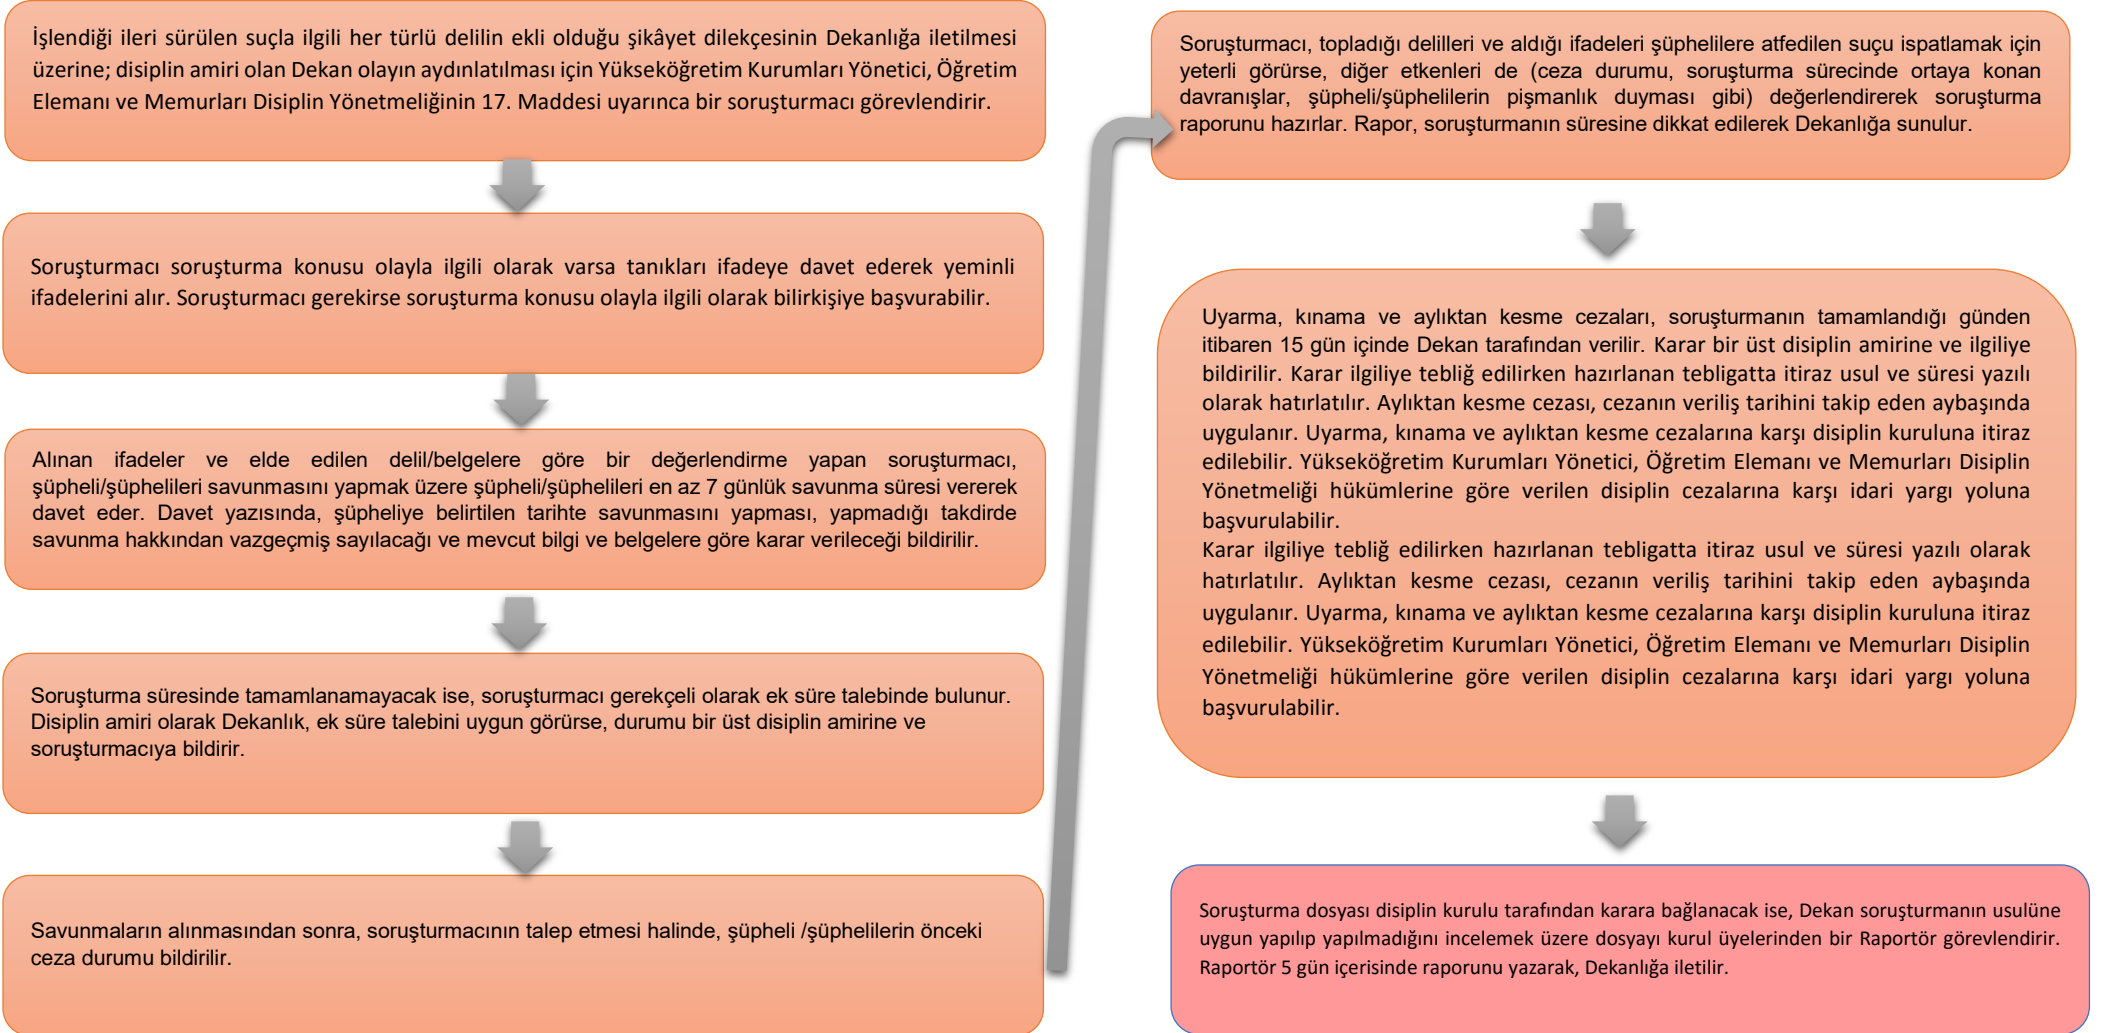 İşlendiği ileri sürülen suçla ilgili her türlü delilin ekli olduğu şikâyet dilekçesinin Dekanlığa iletilmesi
üzerine; disiplin amiri olan Dekan olayın aydınlatılması için Yükseköğretim Kurumları Yönetici, Öğretim
Elemanı ve Memurları Disiplin Yönetmeliğinin 17. Maddesi uyarınca bir soruşturmacı görevlendirir.
Soruşturmacı soruşturma konusu olayla ilgili olarak varsa tanıkları ifadeye davet ederek yeminli
ifadelerini alır. Soruşturmacı gerekirse soruşturma konusu olayla ilgili olarak bilirkişiye başvurabilir.
Alınan ifadeler ve elde edilen delil/belgelere göre bir değerlendirme yapan soruşturmacı,
şüpheli/şüphelileri savunmasını yapmak üzere şüpheli/şüphelileri en az 7 günlük savunma süresi vererek
davet eder. Davet yazısında, şüpheliye belirtilen tarihte savunmasını yapması, yapmadığı takdirde
savunma hakkından vazgeçmiş sayılacağı ve mevcut bilgi ve belgelere göre karar verileceği bildirilir.
Soruşturma süresinde tamamlanamayacak ise, soruşturmacı gerekçeli olarak ek süre talebinde bulunur.
Disiplin amiri olarak Dekanlık, ek süre talebini uygun görürse, durumu bir üst disiplin amirine ve
soruşturmacıya bildirir.
Savunmaların alınmasından sonra, soruşturmacının talep etmesi halinde, şüpheli /şüphelilerin önceki
ceza durumu bildirilir.
Soruşturmacı, topladığı delilleri ve aldığı ifadeleri şüphelilere atfedilen suçu ispatlamak için
yeterli görürse, diğer etkenleri de (ceza durumu, soruşturma sürecinde ortaya konan
davranışlar, şüpheli/şüphelilerin pişmanlık duyması gibi) değerlendirerek soruşturma
raporunu hazırlar. Rapor, soruşturmanın süresine dikkat edilerek Dekanlığa sunulur.
Uyarma, kınama ve aylıktan kesme cezaları, soruşturmanın tamamlandığı günden
itibaren 15 gün içinde Dekan tarafından verilir. Karar bir üst disiplin amirine ve ilgiliye
bildirilir. Karar ilgiliye tebliğ edilirken hazırlanan tebligatta itiraz usul ve süresi yazılı
olarak hatırlatılır. Aylıktan kesme cezası, cezanın veriliş tarihini takip eden aybaşında
uygulanır. Uyarma, kınama ve aylıktan kesme cezalarına karşı disiplin kuruluna itiraz
edilebilir. Yükseköğretim Kurumları Yönetici, Öğretim Elemanı ve Memurları Disiplin
Yönetmeliği hükümlerine göre verilen disiplin cezalarına karşı idari yargı yoluna
başvurulabilir.
Karar ilgiliye tebliğ edilirken hazırlanan tebligatta itiraz usul ve süresi yazılı olarak
hatırlatılır. Aylıktan kesme cezası, cezanın veriliş tarihini takip eden aybaşında
uygulanır. Uyarma, kınama ve aylıktan kesme cezalarına karşı disiplin kuruluna itiraz
edilebilir. Yükseköğretim Kurumları Yönetici, Öğretim Elemanı ve Memurları Disiplin
Yönetmeliği hükümlerine göre verilen disiplin cezalarına karşı idari yargı yoluna
başvurulabilir.
Soruşturma dosyası disiplin kurulu tarafından karara bağlanacak ise, Dekan soruşturmanın usulüne
uygun yapılıp yapılmadığını incelemek üzere dosyayı kurul üyelerinden bir Raportör görevlendirir.
Raportör 5 gün içerisinde raporunu yazarak, Dekanlığa iletilir.